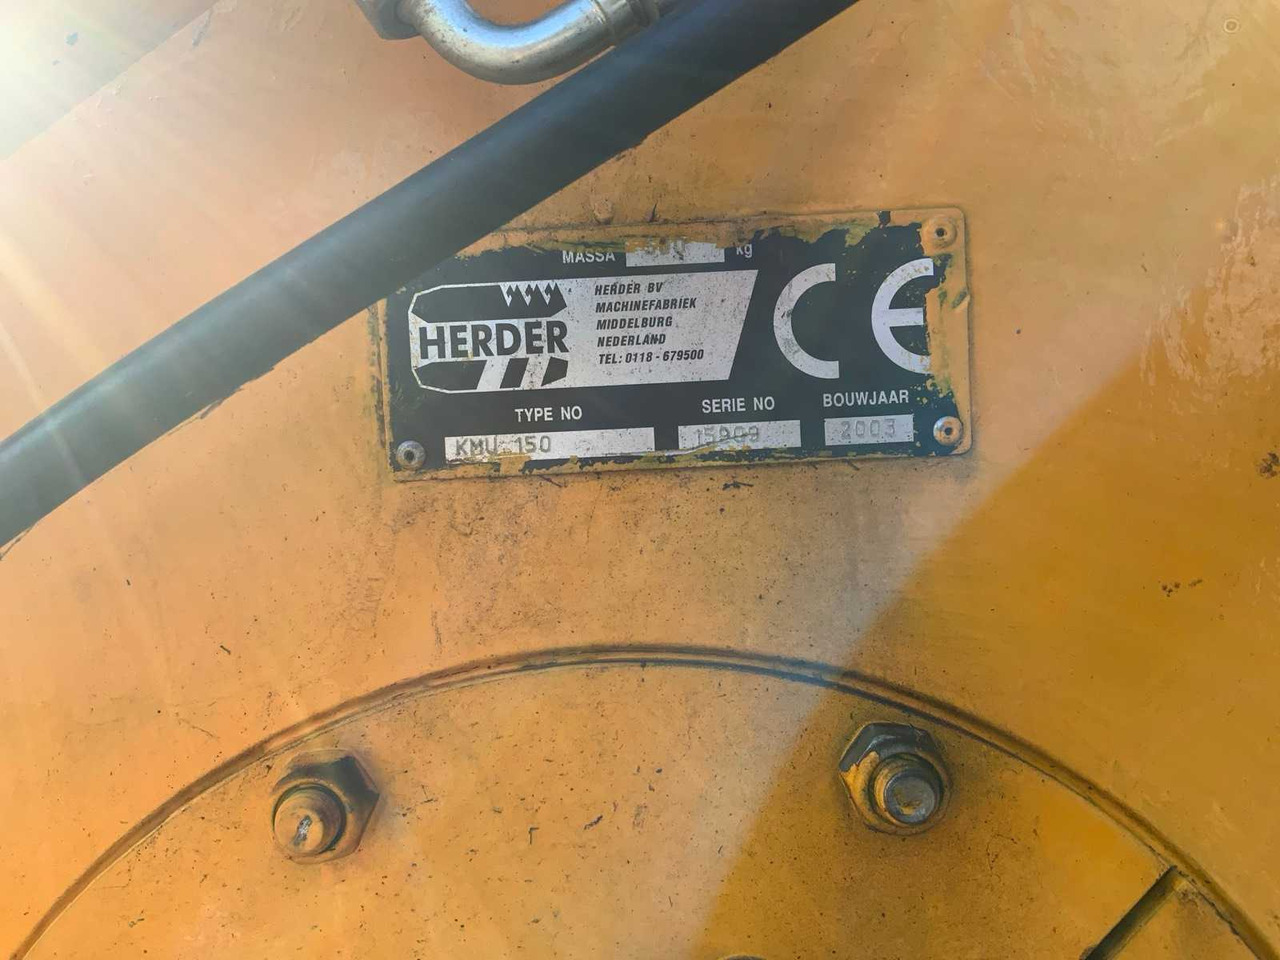 MASSA kg
HERDER
HERDER BV
MACHINEFABRIEK
MIDDELBURG
NEDERLAND
TEL: 0118 - 679500
CE
TYPE NO SERIE NO BOUWJAAR
KMU 150 15909 2003